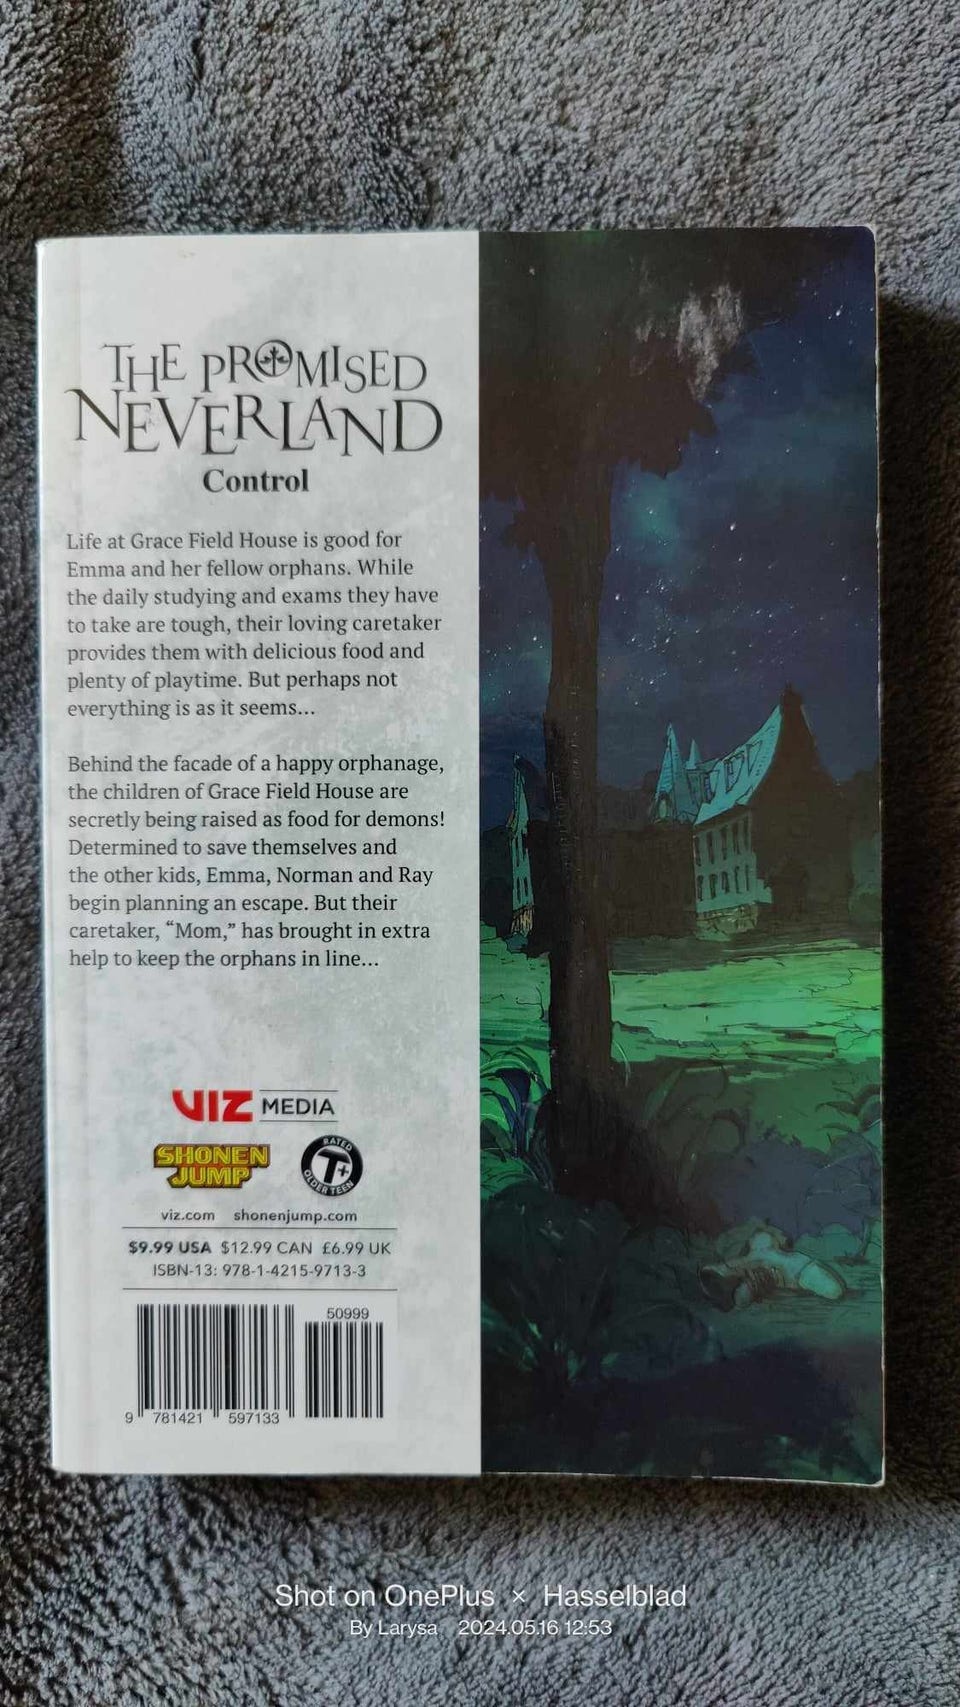 THE PROMISED
NEVERLAND
Control
Life at Grace Field House is good for
Emma and her fellow orphans. While
the daily studying and exams they have
to take are tough, their loving caretaker
provides them with delicious food and
plenty of playtime. But perhaps not
everything is as it seems...
Behind the facade of a happy orphanage,
the children of Grace Field House are
secretly being raised as food for demons!
Determined to save themselves and
the other kids, Emma, Norman and Ray
begin planning an escape. But their
caretaker, “Mom,” has brought in extra
help to keep the orphans in line...
VIZ MEDIA
SHONEN
JUMP
RATED
T+
OLDER TEEN
viz.com shonenjump.com
$9.99 USA $12.99 CAN £6.99 UK
ISBN-13: 978-1-4215-9713-3
50999
9 781421 597133
Shot on OnePlus × Hasselblad
By Larysa 2024.05.16 12:53